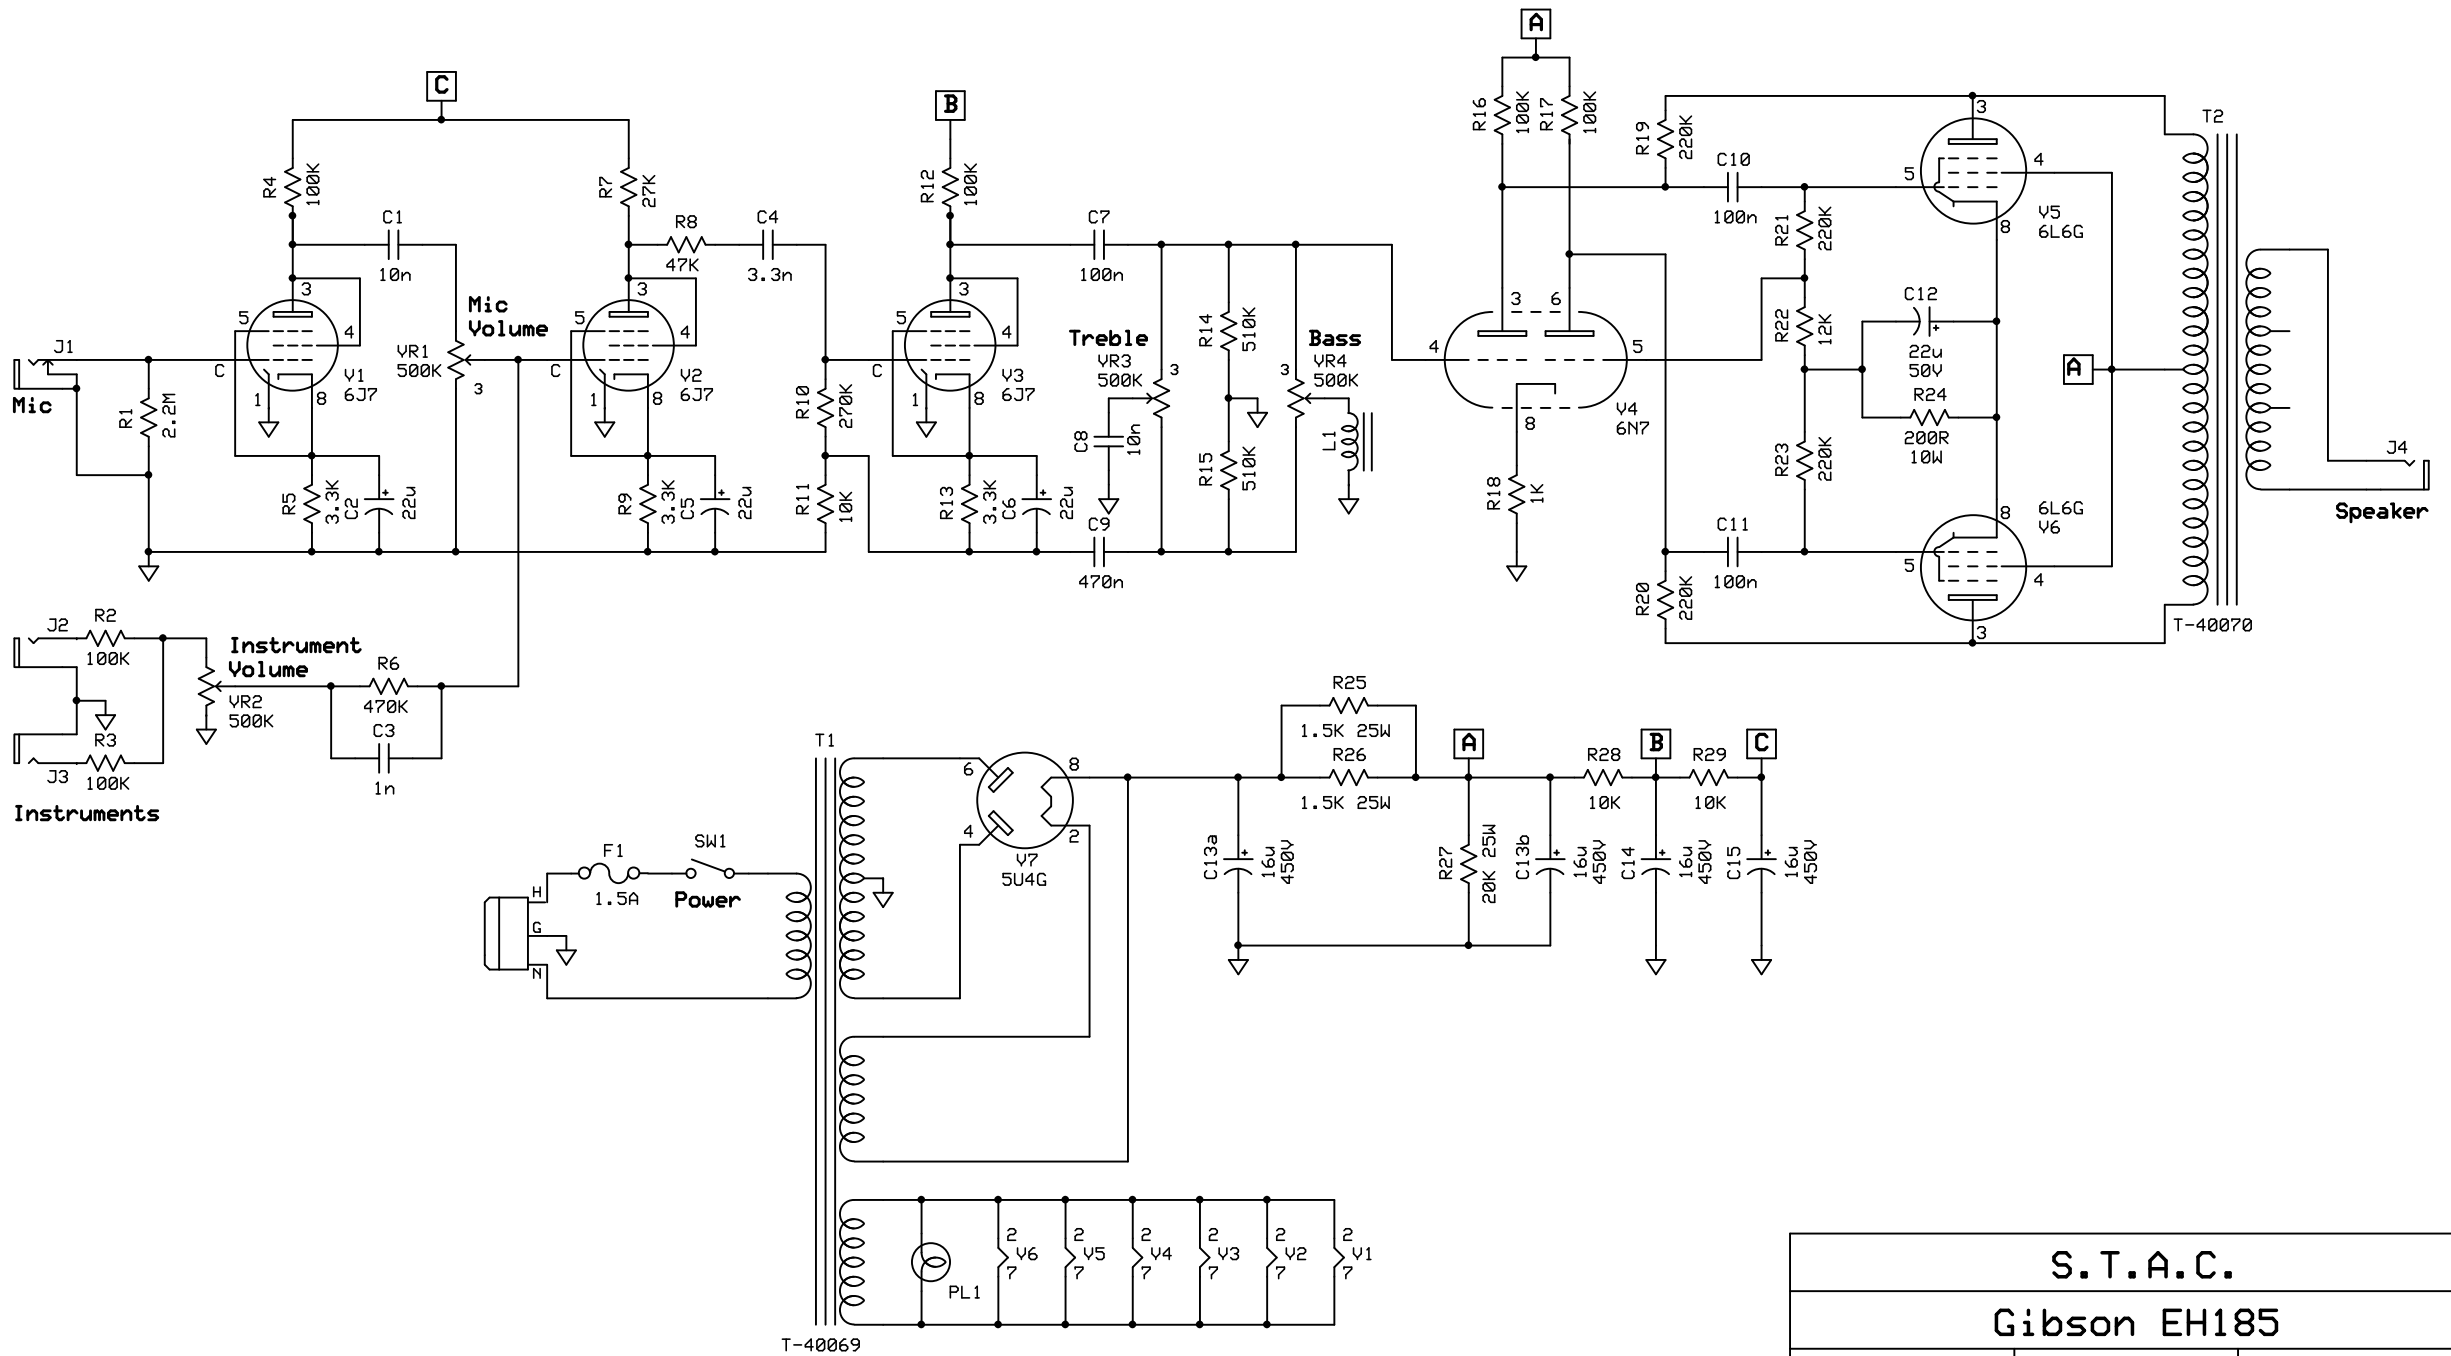 A
C
B
R4
100K
R7
27K
R12
100K
R16
100K
R17
100K
R19
220K
3
5
4
8
V5
6L6G
T2
C1
10n
R8
47K
C4
3.3n
C7
100n
C10
100n
R21
220K
3
5
4
C
1
8
V1
6J7
Mic
Volume
VR1
500K
3
3
5
4
C
1
8
V2
6J7
3
5
4
C
1
8
V3
6J7
J1
Mic
R1
2.2M
R5
3.3K
C2
22u
R9
3.3K
C5
22u
R10
270K
R11
10K
R13
3.3K
C6
22u
Treble
VR3
500K
3
C8
10n
R14
510K
R15
510K
Bass
VR4
500K
3
L1
C9
470n
3
6
4
5
8
V4
6N7
R18
1K
R22
12K
C12
22u
50V
R24
200R
10W
A
R23
220K
C11
100n
R20
220K
8
5
4
3
6L6G
V6
T-40070
J4
Speaker
J2
R2
100K
Instrument
Volume
VR2
500K
R6
470K
C3
1n
R3
100K
J3
Instruments
T1
6
8
4
2
V7
5U4G
R25
1.5K 25W
R26
1.5K 25W
A
B
C
R28
10K
R29
10K
C13a
16u
450V
R27
20K 25W
C13b
16u
450V
C14
16u
450V
C15
16u
450V
F1
1.5A
SW1
Power
H
G
N
PL1
2
V6
7
2
V5
7
2
V4
7
2
V3
7
2
V2
7
2
V1
7
T-40069
S.T.A.C.
Gibson EH185